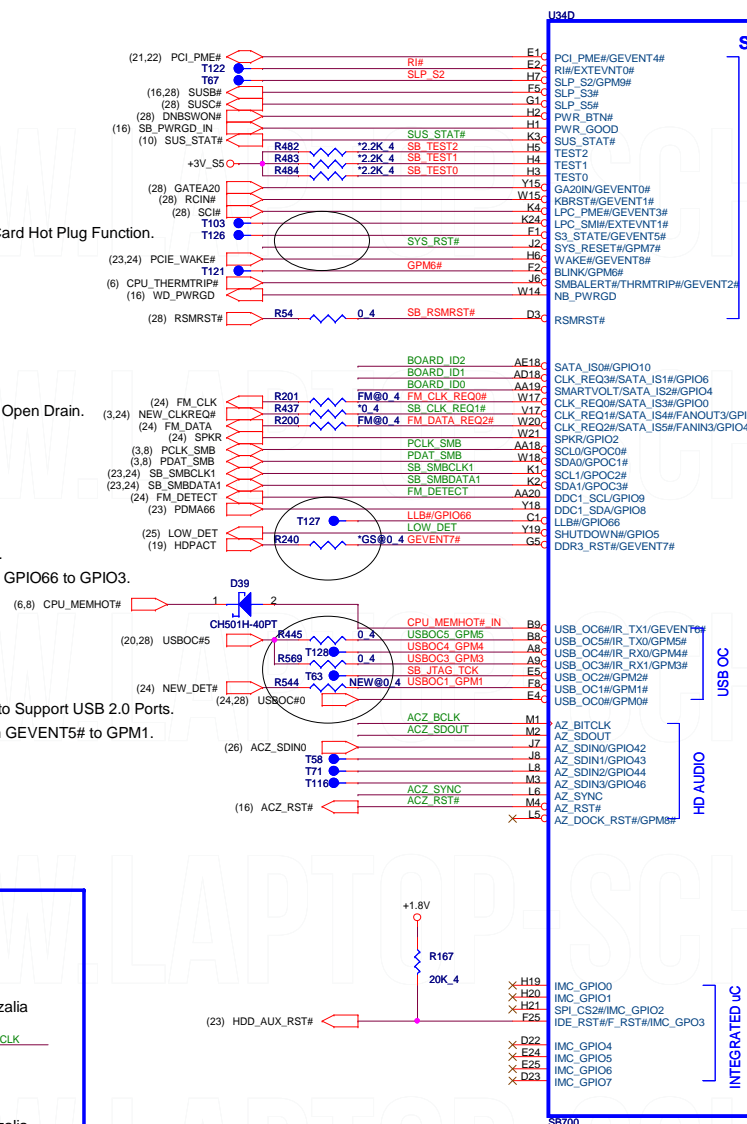 U34D
S
(21,22) PCI_PME# E1 PCI_PME#/GEVENT4#
T122 RI# E2 RI#/EXTEVNT0#
T67 SLP_S2 H7 SLP_S2/GPM9#
(16,28) SUSB# F5 SLP_S3#
(28) SUSC# G1 SLP_S5#
(28) DNBSWON# H2 PWR_BTN#
(16) SB_PWRGD_IN H1 PWR_GOOD
(10) SUS_STAT# SUS_STAT# K3 SUS_STAT#
R482 *2.2K_4 SB_TEST2 H5 TEST2
+3V_S5 R483 *2.2K_4 SB_TEST1 H4 TEST1
R484 *2.2K_4 SB_TEST0 H3 TEST0
(28) GATEA20 Y15 GA20IN/GEVENT0#
(28) RCIN# W15 KBRST#/GEVENT1#
(28) SCI# K4 LPC_PME#/GEVENT3#
T103 K24 LPC_SMI#/EXTEVNT1#
Card Hot Plug Function. T126 F1 S3_STATE/GEVENT5#
SYS_RST# J2 SYS_RESET#/GPM7#
(23,24) PCIE_WAKE# H6 WAKE#/GEVENT8#
T121 GPM6# F2 BLINK/GPM6#
(6) CPU_THERMTRIP# J6 SMBALERT#/THRMTRIP#/GEVENT2#
(16) WD_PWRGD W14 NB_PWRGD
(28) RSMRST# R54 0_4 SB_RSMRST# D3 RSMRST#
BOARD_ID2 AE18 SATA_IS0#/GPIO10
BOARD_ID1 AD18 CLK_REQ3#/SATA_IS1#/GPIO6
BOARD_ID0 AA19 SMARTVOLT/SATA_IS2#/GPIO4
(24) FM_CLK R201 FM@0_4 FM_CLK_REQ0# W17 CLK_REQ0#/SATA_IS3#/GPIO0
Open Drain. (3,24) NEW_CLKREQ# R437 *0_4 SB_CLK_REQ1# V17 CLK_REQ1#/SATA_IS4#/FANOUT3/GPI
(24) FM_DATA R200 FM@0_4 FM_DATA_REQ2# W20 CLK_REQ2#/SATA_IS5#/FANIN3/GPIO4
(24) SPKR W21 SPKR/GPIO2
(3,8) PCLK_SMB PCLK_SMB AA18 SCL0/GPOC0#
(3,8) PDAT_SMB PDAT_SMB W18 SDA0/GPOC1#
(23,24) SB_SMBCLK1 SB_SMBCLK1 K1 SCL1/GPOC2#
(23,24) SB_SMBDATA1 SB_SMBDATA1 K2 SDA1/GPOC3#
(24) FM_DETECT FM_DETECT AA20 DDC1_SCL/GPIO9
(23) PDMA66 Y18 DDC1_SDA/GPIO8
T127 LLB#/GPIO66 C1 LLB#/GPIO66
(25) LOW_DET LOW_DET Y19 SHUTDOWN#/GPIO5
(19) HDPACT R240 *GS@0_4 GEVENT7# G5 DDR3_RST#/GEVENT7#
.
GPIO66 to GPIO3.
D39
(6,8) CPU_MEMHOT# 1 2
CH501H-40PT
CPU_MEMHOT#_IN B9 USB_OC6#/IR_TX1/GEVENT6#
(20,28) USBOC#5 R445 0_4 USBOC5_GPM5 B8 USB_OC5#/IR_TX0/GPM5#
T128 USBOC4_GPM4 A8 USB_OC4#/IR_RX0/GPM4#
R569 0_4 USBOC3_GPM3 A9 USB_OC3#/IR_RX1/GPM3#
T63 SB_JTAG_TCK E5 USB_OC2#/GPM2#
(24) NEW_DET# R544 NEW@0_4 USBOC1_GPM1 F8 USB_OC1#/GPM1#
(24,28) USBOC#0 E4 USB_OC0#/GPM0#
USB OC
to Support USB 2.0 Ports.
GEVENT5# to GPM1.
ACZ_BCLK M1 AZ_BITCLK
ACZ_SDOUT M2 AZ_SDOUT
(26) ACZ_SDIN0 J7 AZ_SDIN0/GPIO42
T58 J8 AZ_SDIN1/GPIO43
T71 L8 AZ_SDIN2/GPIO44
T116 M3 AZ_SDIN3/GPIO46
ACZ_SYNC L6 AZ_SYNC
(16) ACZ_RST# ACZ_RST# M4 AZ_RST#
L5 AZ_DOCK_RST#/GPM8#
HD AUDIO
+1.8V
R167
20K_4
H19 IMC_GPIO0
H20 IMC_GPIO1
H21 SPI_CS2#/IMC_GPIO2
(23) HDD_AUX_RST# F25 IDE_RST#/F_RST#/IMC_GPO3
D22 IMC_GPIO4
E24 IMC_GPIO5
E25 IMC_GPIO6
D23 IMC_GPIO7
INTEGRATED uC
zalia
CLK
SB700